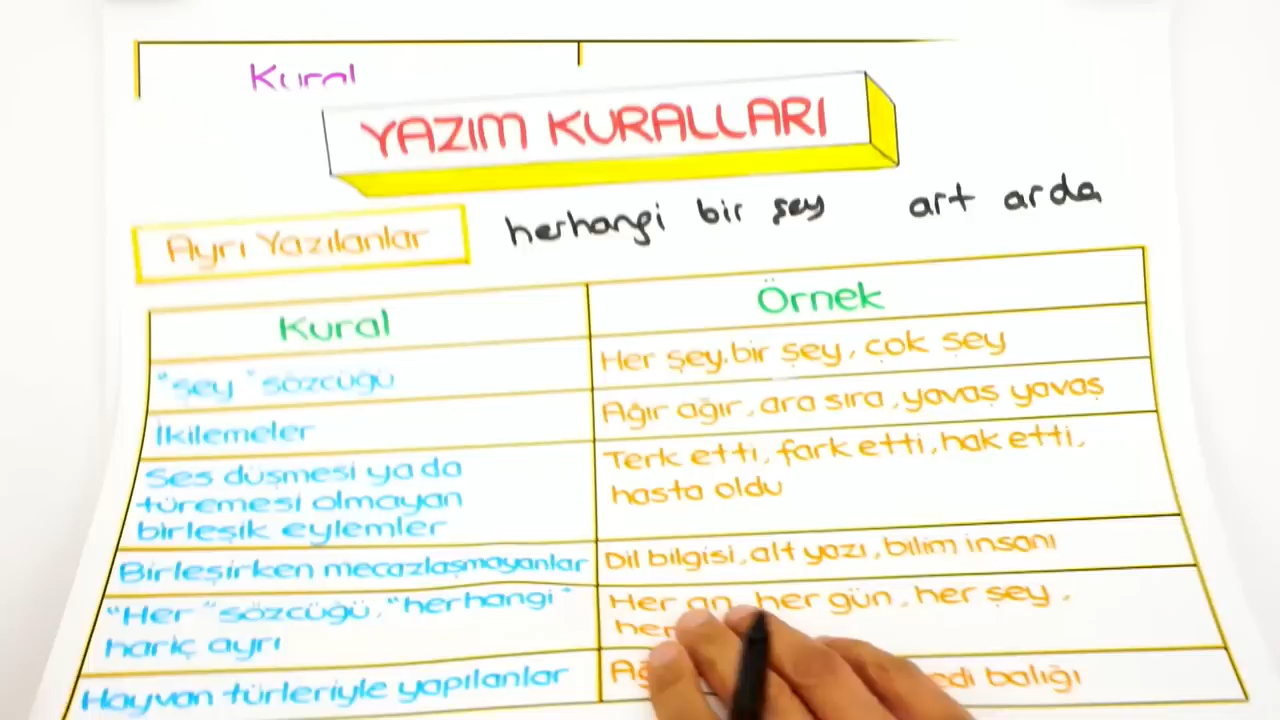 Kural
YAZIM KURALLARI
herhangi bir şey art arda
Ayrı Yazılanlar
Kural Örnek
"şey" sözcüğü Her şey, bir şey, çok şey
İkilemeler Ağır ağır, ara sıra, yavaş yavaş
Ses düşmesi ya da
türemesi olmayan
birleşik eylemler
Terk etti, fark etti, hak etti,
hasta oldu
Birleşirken mecazlaşmayanlar Dil bilgisi, alt yazı, bilim insanı
"Her" sözcüğü, "herhangi"
hariç ayrı
Her an, her gün, her şey,
Hayvan türleriyle yapılanlar balığı